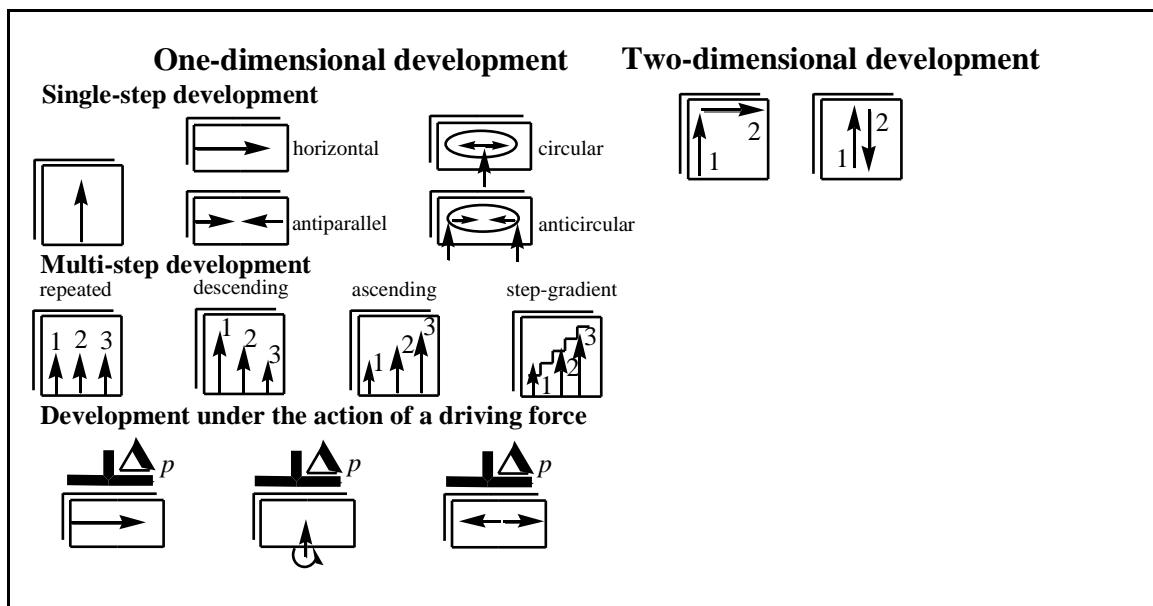 One-dimensional development
Two-dimensional development
Single-step development
horizontal
circular
1
2
1
2
antiparallel
anticircular
Multi-step development
repeated
descending
ascending
step-gradient
1 2 3
1 2 3
1 2 3
1 2 3
Development under the action of a driving force
p
p
p